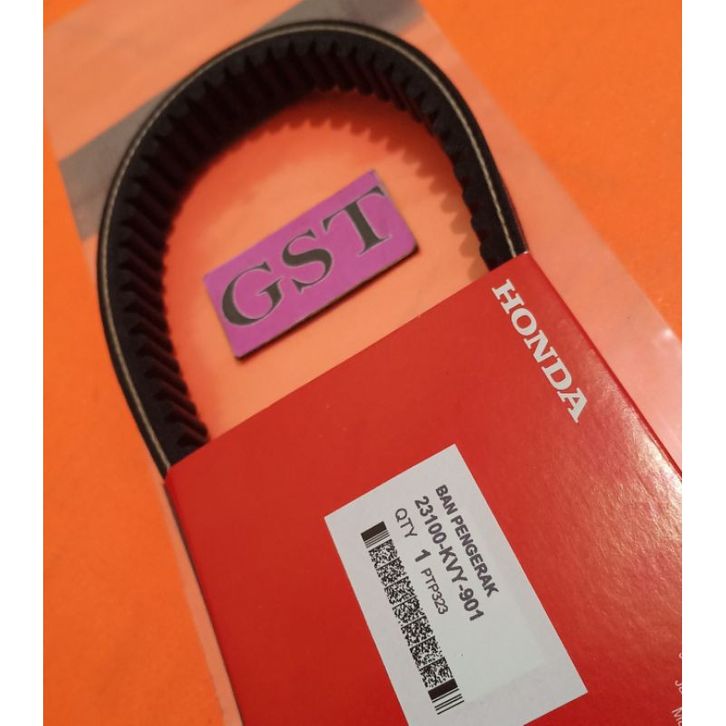 GST
HONDA
BAN PENGERAK
23100-KVY-901
QTY 1 PTP323